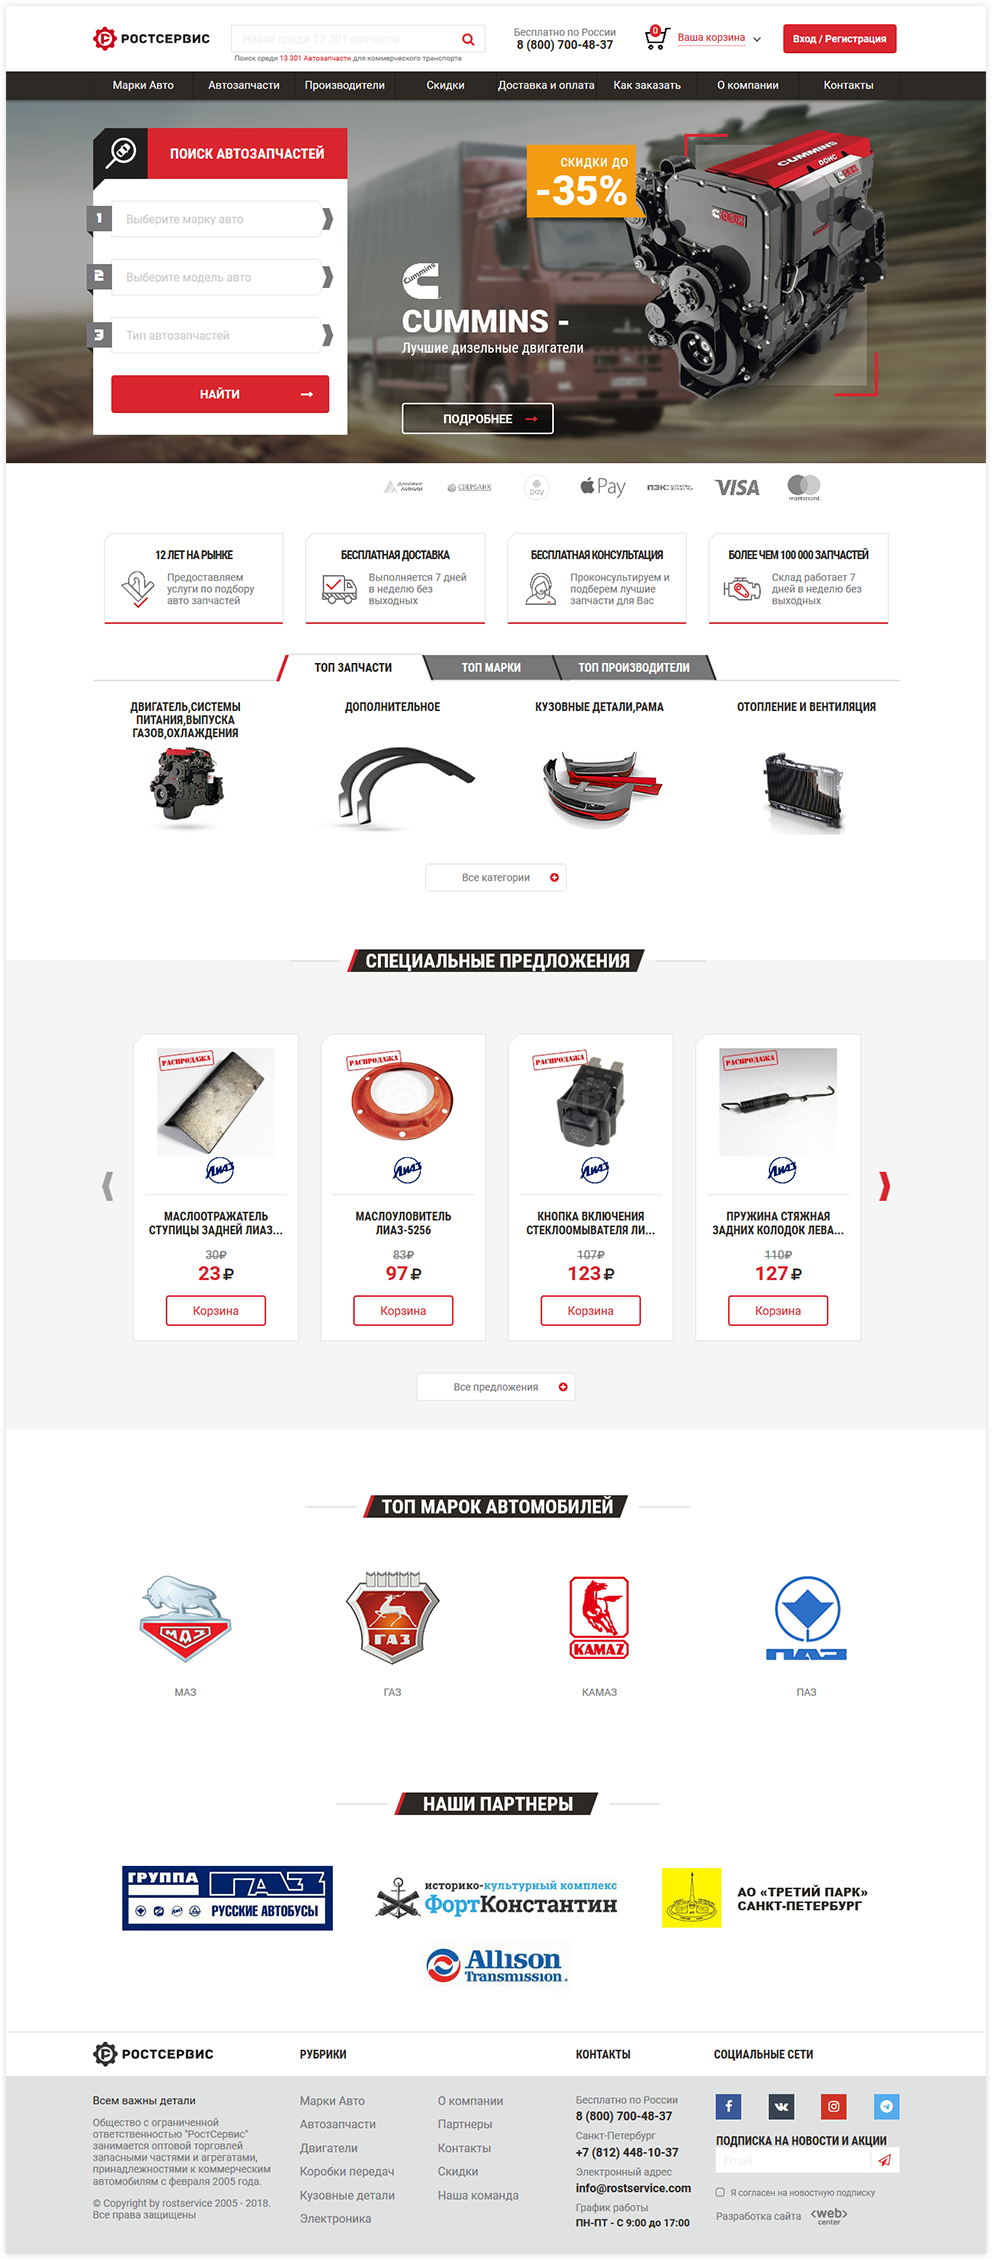 РОСТСЕРВИС
Найти среди 13 301 запчасти
Поиск среди 13 301 Автозапчасти для коммерческого транспорта
Бесплатно по России
8 (800) 700-48-37
0
Ваша корзина
Вход / Регистрация
Марки Авто Автозапчасти Производители Скидки Доставка и оплата Как заказать О компании Контакты
ПОИСК АВТОЗАПЧАСТЕЙ
1 Выберите марку авто
2 Выберите модель авто
3 Тип автозапчастей
НАЙТИ
СКИДКИ ДО
-35%
CUMMINS
DOHC
Cummins
CUMMINS -
Лучшие дизельные двигатели
ПОДРОБНЕЕ
СБЕРБАНК pay Pay ПЭК: VISA mastercard
12 ЛЕТ НА РЫНКЕ
Предоставляем
услуги по подбору
авто запчастей
БЕСПЛАТНАЯ ДОСТАВКА
Выполняется 7 дней
в неделю без
выходных
БЕСПЛАТНАЯ КОНСУЛЬТАЦИЯ
Проконсультируем и
подберем лучшие
запчасти для Вас
БОЛЕЕ ЧЕМ 100 000 ЗАПЧАСТЕЙ
Склад работает 7
дней в неделю без
выходных
ТОП ЗАПЧАСТИ ТОП МАРКИ ТОП ПРОИЗВОДИТЕЛИ
ДВИГАТЕЛЬ,СИСТЕМЫ
ПИТАНИЯ,ВЫПУСКА
ГАЗОВ,ОХЛАЖДЕНИЯ
ДОПОЛНИТЕЛЬНОЕ
КУЗОВНЫЕ ДЕТАЛИ,РАМА
ОТОПЛЕНИЕ И ВЕНТИЛЯЦИЯ
Все категории
СПЕЦИАЛЬНЫЕ ПРЕДЛОЖЕНИЯ
РАСПРОДАЖА
ЛИАЗ
МАСЛООТРАЖАТЕЛЬ
СТУПИЦЫ ЗАДНЕЙ ЛИАЗ...
30₽
23 ₽
Корзина
РАСПРОДАЖА
ЛИАЗ
МАСЛОУЛОВИТЕЛЬ
ЛИАЗ-5256
83₽
97 ₽
Корзина
РАСПРОДАЖА
ЛИАЗ
КНОПКА ВКЛЮЧЕНИЯ
СТЕКЛООМЫВАТЕЛЯ ЛИ...
107₽
123 ₽
Корзина
РАСПРОДАЖА
ЛИАЗ
ПРУЖИНА СТЯЖНАЯ
ЗАДНИХ КОЛОДОК ЛЕВА...
110₽
127 ₽
Корзина
Все предложения
ТОП МАРОК АВТОМОБИЛЕЙ
МАЗ
ГАЗ
KAMAZ
ПАЗ
МАЗ
ГАЗ
КАМАЗ
ПАЗ
НАШИ ПАРТНЕРЫ
ГРУППА ГАЗ
РУССКИЕ АВТОБУСЫ
историко-культурный комплекс
ФортКонстантин
АО «ТРЕТИЙ ПАРК»
САНКТ-ПЕТЕРБУРГ
Allison
Transmission.
РОСТСЕРВИС
РУБРИКИ
КОНТАКТЫ
СОЦИАЛЬНЫЕ СЕТИ
Всем важны детали
Общество с ограниченной
ответственностью "РостСервис"
занимается оптовой торговлей
запасными частями и агрегатами,
принадлежностями к коммерческим
автомобилям с февраля 2005 года.
© Copyright by rostservice 2005 - 2018.
Все права защищены
Марки Авто
Автозапчасти
Двигатели
Коробки передач
Кузовные детали
Электроника
О компании
Партнеры
Контакты
Скидки
Наша команда
Бесплатно по России
8 (800) 700-48-37
Санкт-Петербург
+7 (812) 448-10-37
Электронный адрес
info@rostservice.com
График работы
ПН-ПТ - С 9:00 до 17:00
ПОДПИСКА НА НОВОСТИ И АКЦИИ
Email
Я согласен на новостную подписку
Разработка сайта
<web>
center